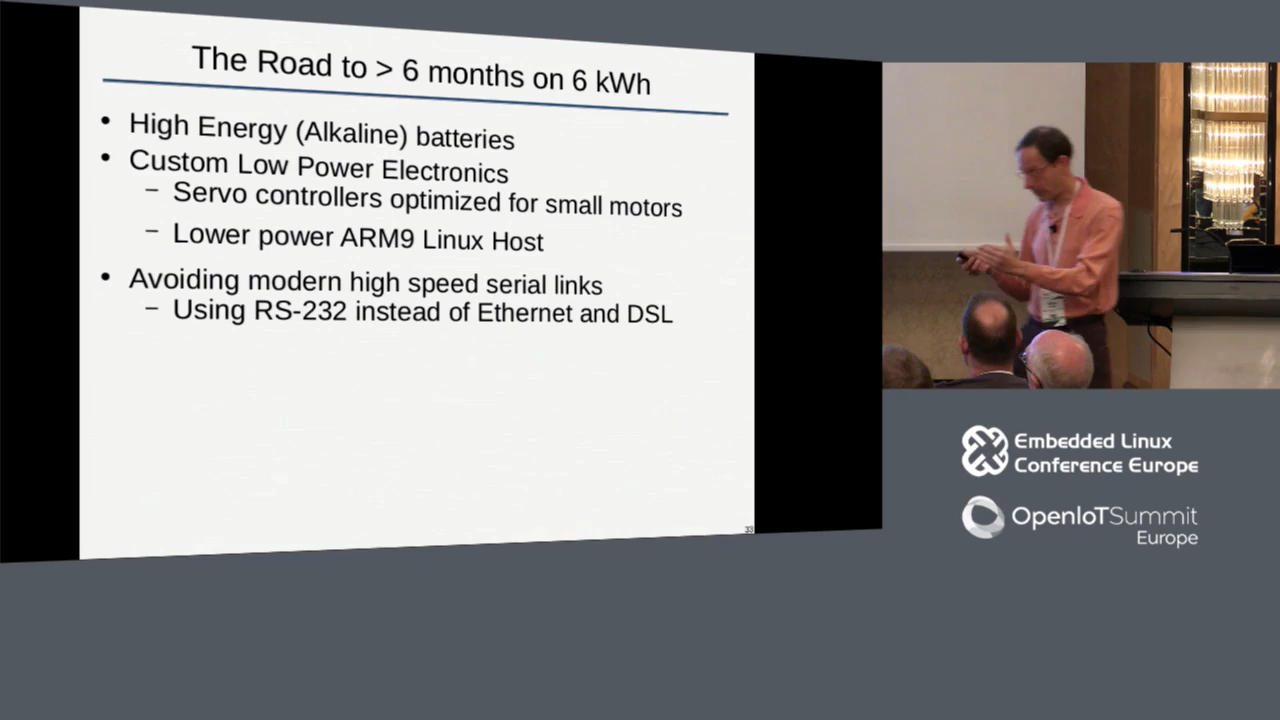 The Road to > 6 months on 6 kWh
• High Energy (Alkaline) batteries
• Custom Low Power Electronics
– Servo controllers optimized for small motors
– Lower power ARM9 Linux Host
• Avoiding modern high speed serial links
– Using RS-232 instead of Ethernet and DSL
33
Embedded Linux
Conference Europe
OpenIoTSummit
Europe